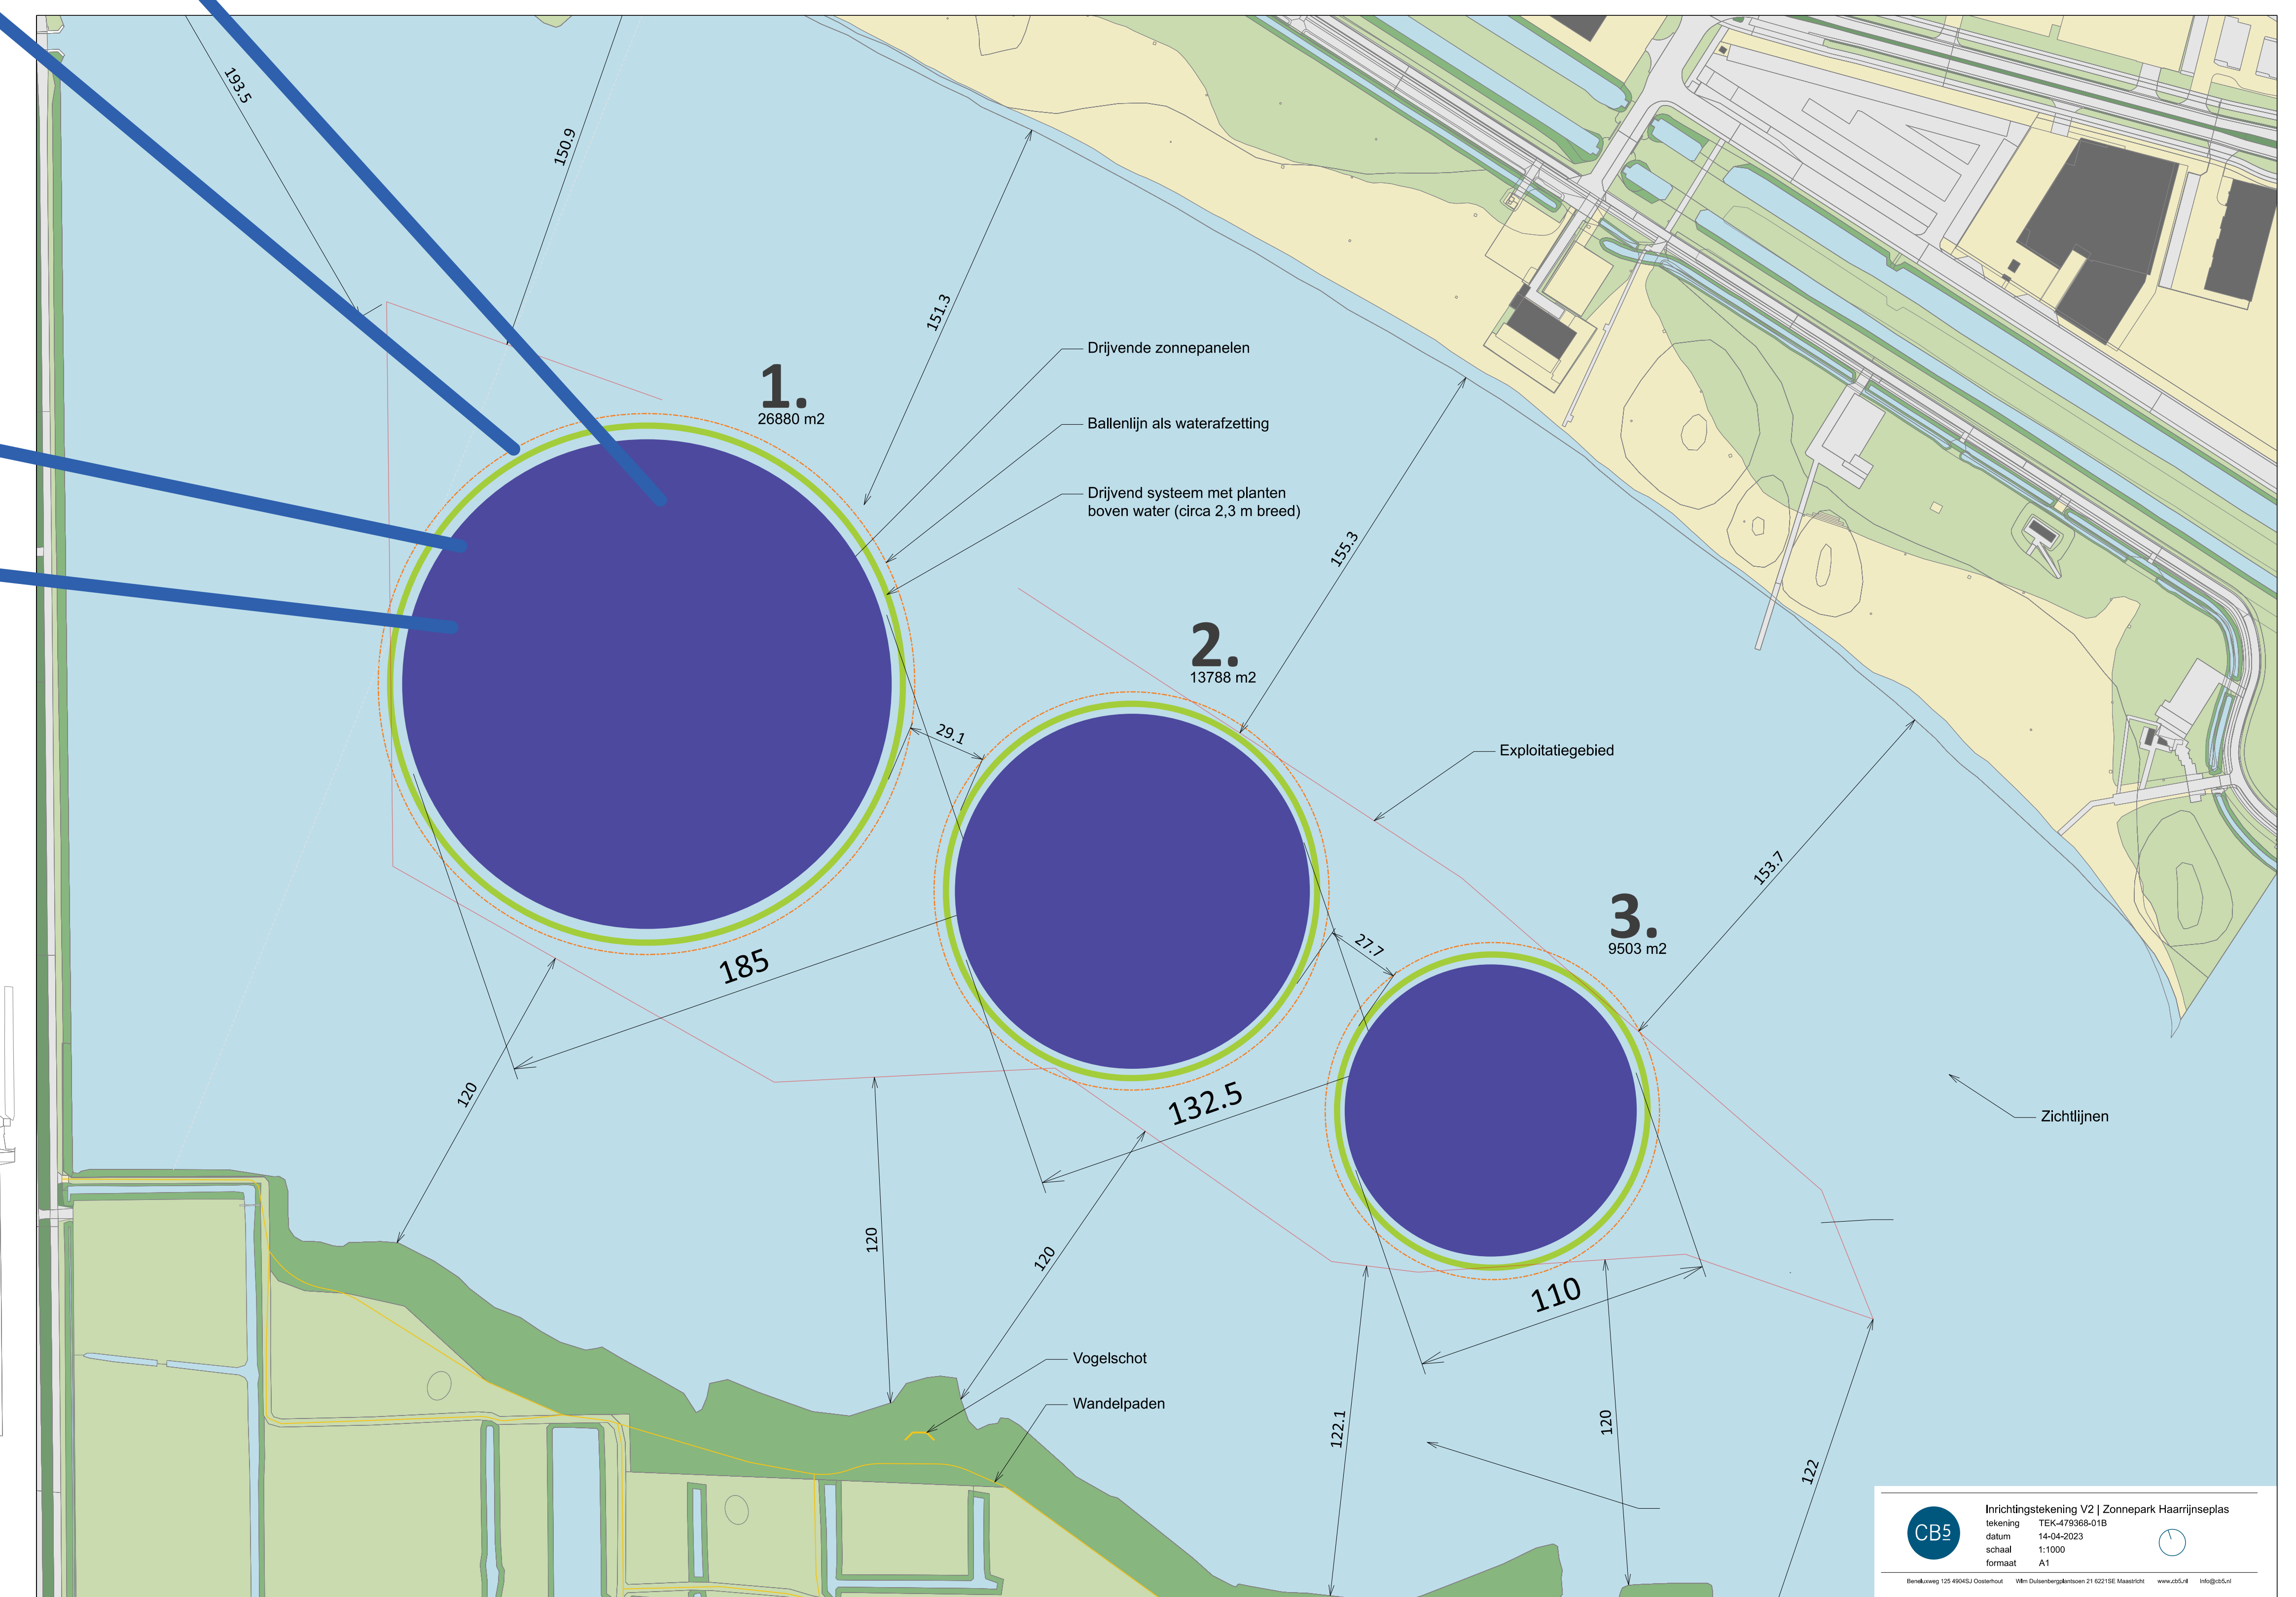 193.5
150.9
151.3
1.
26880 m2
Drijvende zonnepanelen
Ballenlijn als waterafzetting
Drijvend systeem met planten
boven water (circa 2,3 m breed)
155.3
2.
13788 m2
29.1
Exploitatiegebied
153.7
3.
9503 m2
27.7
185
132.5
110
120
120
120
Zichtlijnen
Vogelschot
Wandelpaden
122.1
120
122
CB5
Inrichtingstekening V2 | Zonnepark Haarrijnseplas
tekening TEK-479368-01B
datum 14-04-2023
schaal 1:1000
formaat A1
Beneluxweg 125 4904SJ Oosterhout Wim Duisenbergplantsoen 21 6221SE Maastricht www.cb5.nl Info@cb5.nl